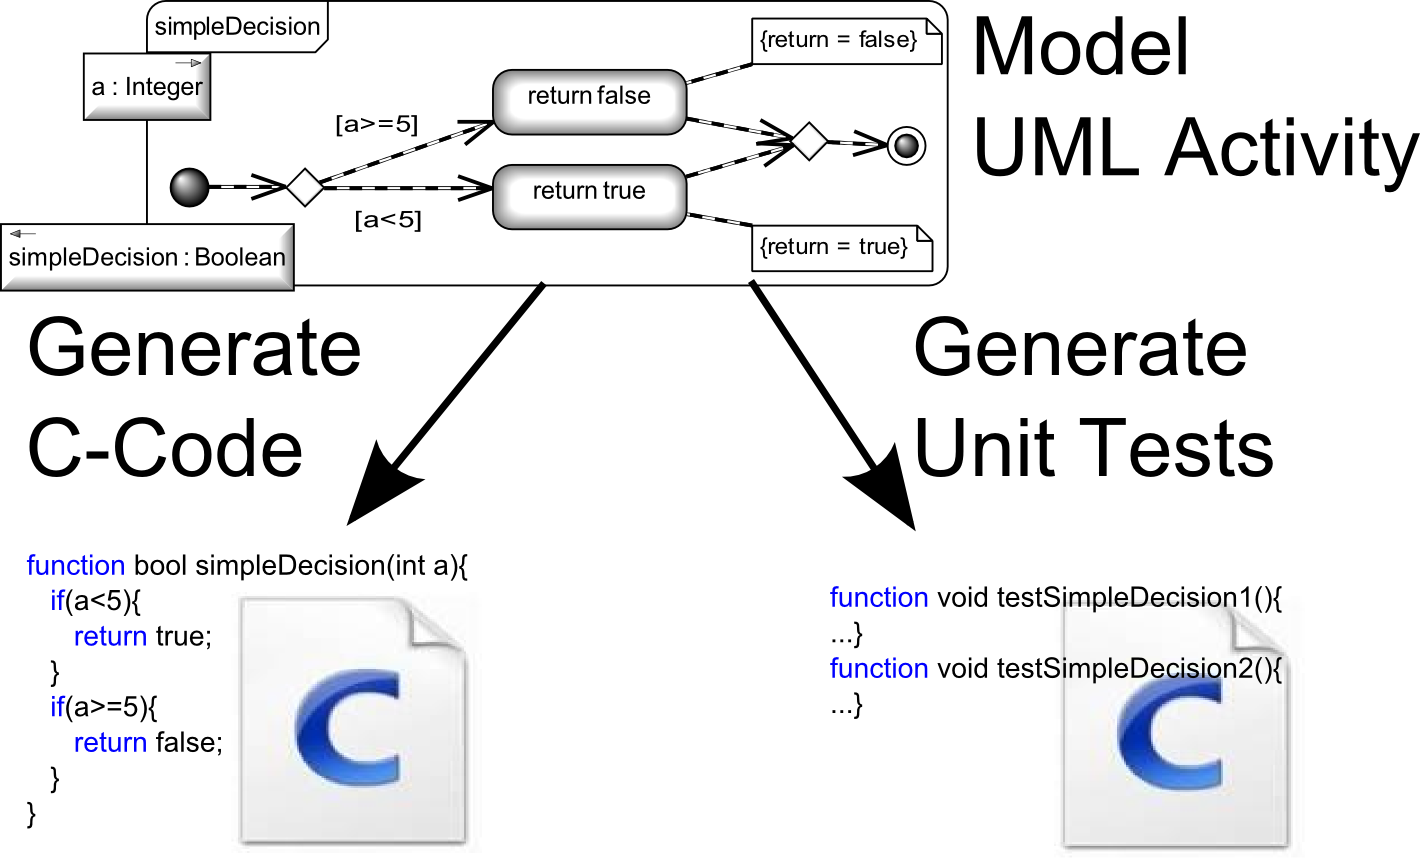 simpleDecision
{return = false}
Model
UML Activity
a : Integer
return false
[a>=5]
return true
[a<5]
{return = true}
simpleDecision : Boolean
Generate
C-Code
Generate
Unit Tests
function bool simpleDecision(int a){
if(a<5){
return true;
}
if(a>=5){
return false;
}
}
C
function void testSimpleDecision1(){
...}
function void testSimpleDecision2(){
...}
C